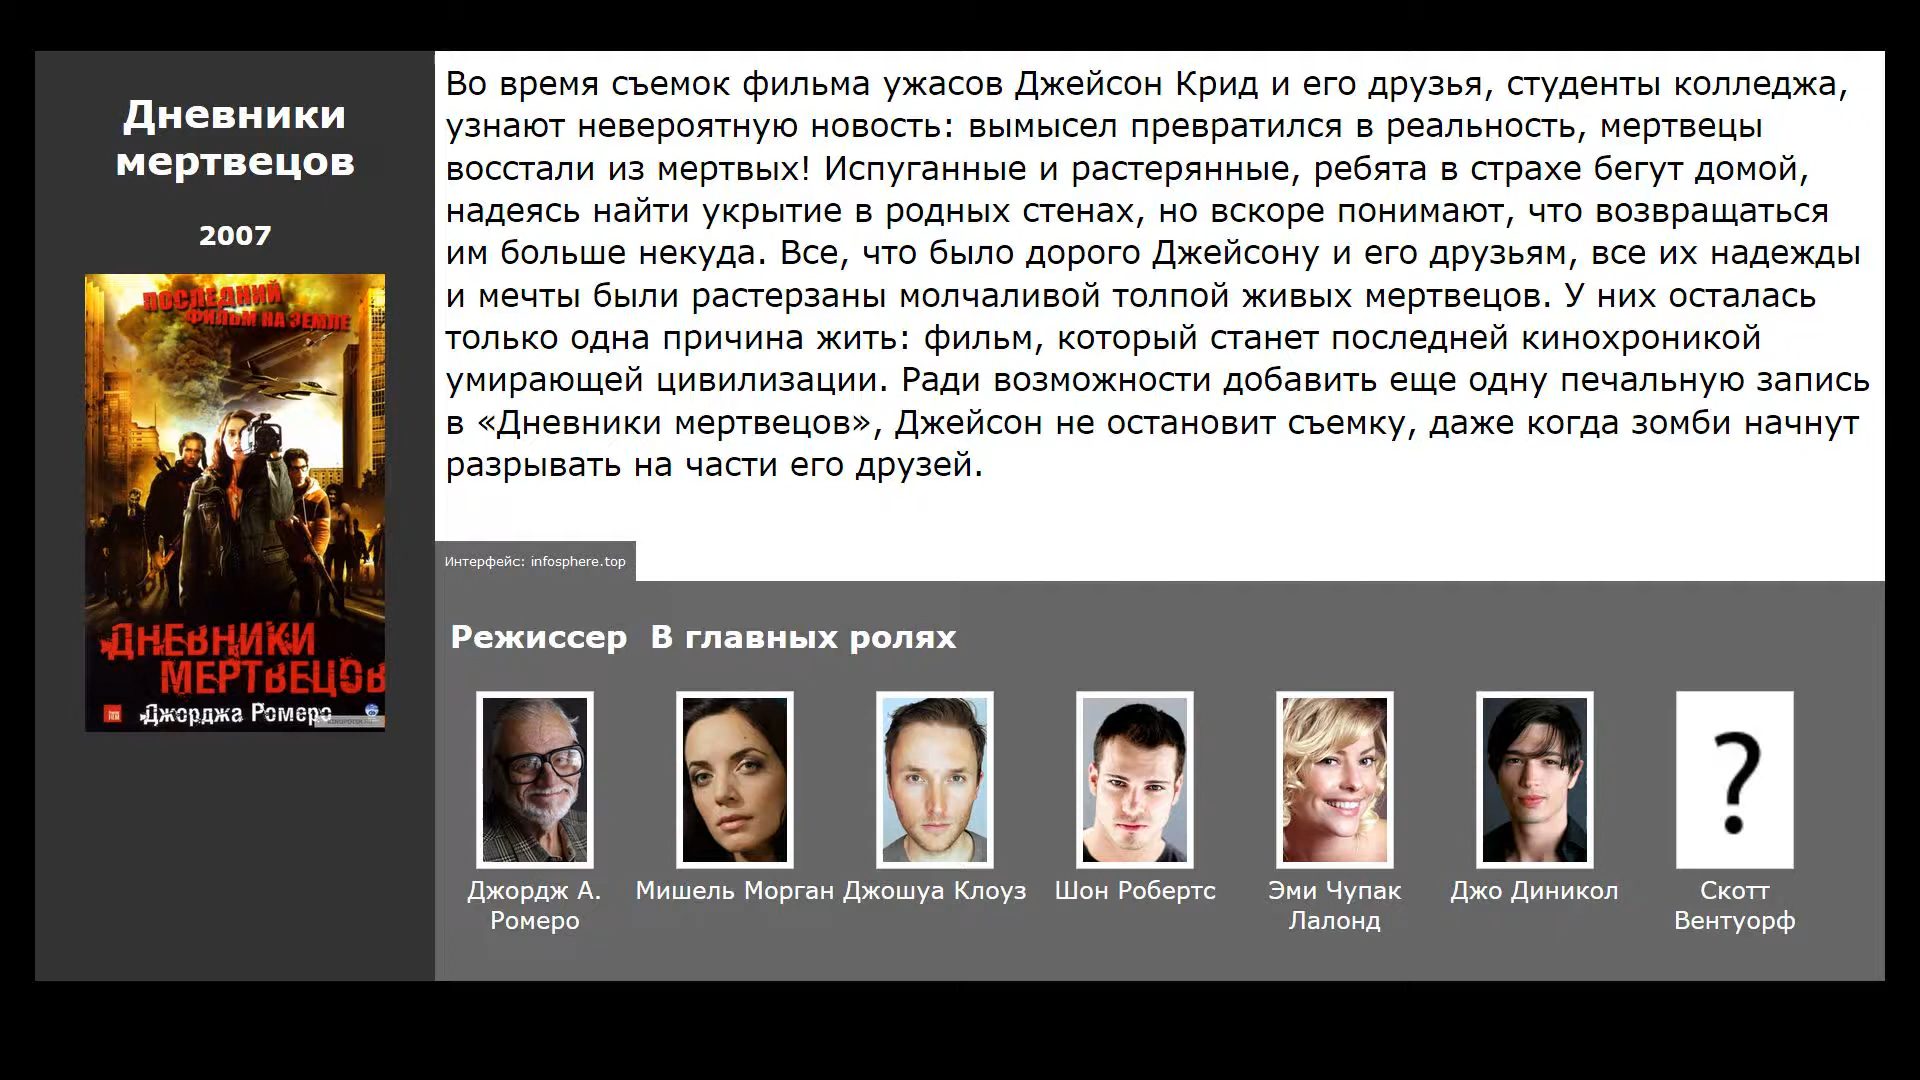 Дневники
мертвецов
2007
ПОСЛЕДНИЙ
ФИЛЬМ НА ЗЕМЛЕ
ДНЕВНИКИ
МЕРТВЕЦОВ
Джорджа Ромеро
Во время съемок фильма ужасов Джейсон Крид и его друзья, студенты колледжа,
узнают невероятную новость: вымысел превратился в реальность, мертвецы
восстали из мертвых! Испуганные и растерянные, ребята в страхе бегут домой,
надеясь найти укрытие в родных стенах, но вскоре понимают, что возвращаться
им больше некуда. Все, что было дорого Джейсону и его друзьям, все их надежды
и мечты были растерзаны молчаливой толпой живых мертвецов. У них осталась
только одна причина жить: фильм, который станет последней кинохроникой
умирающей цивилизации. Ради возможности добавить еще одну печальную запись
в «Дневники мертвецов», Джейсон не остановит съемку, даже когда зомби начнут
разрывать на части его друзей.
Интерфейс: infosphere.top
Режиссер В главных ролях
?
Джордж А.
Ромеро
Мишель Морган
Джошуа Клоуз
Шон Робертс
Эми Чупак
Лалонд
Джо Диникол
Скотт
Вентуорф